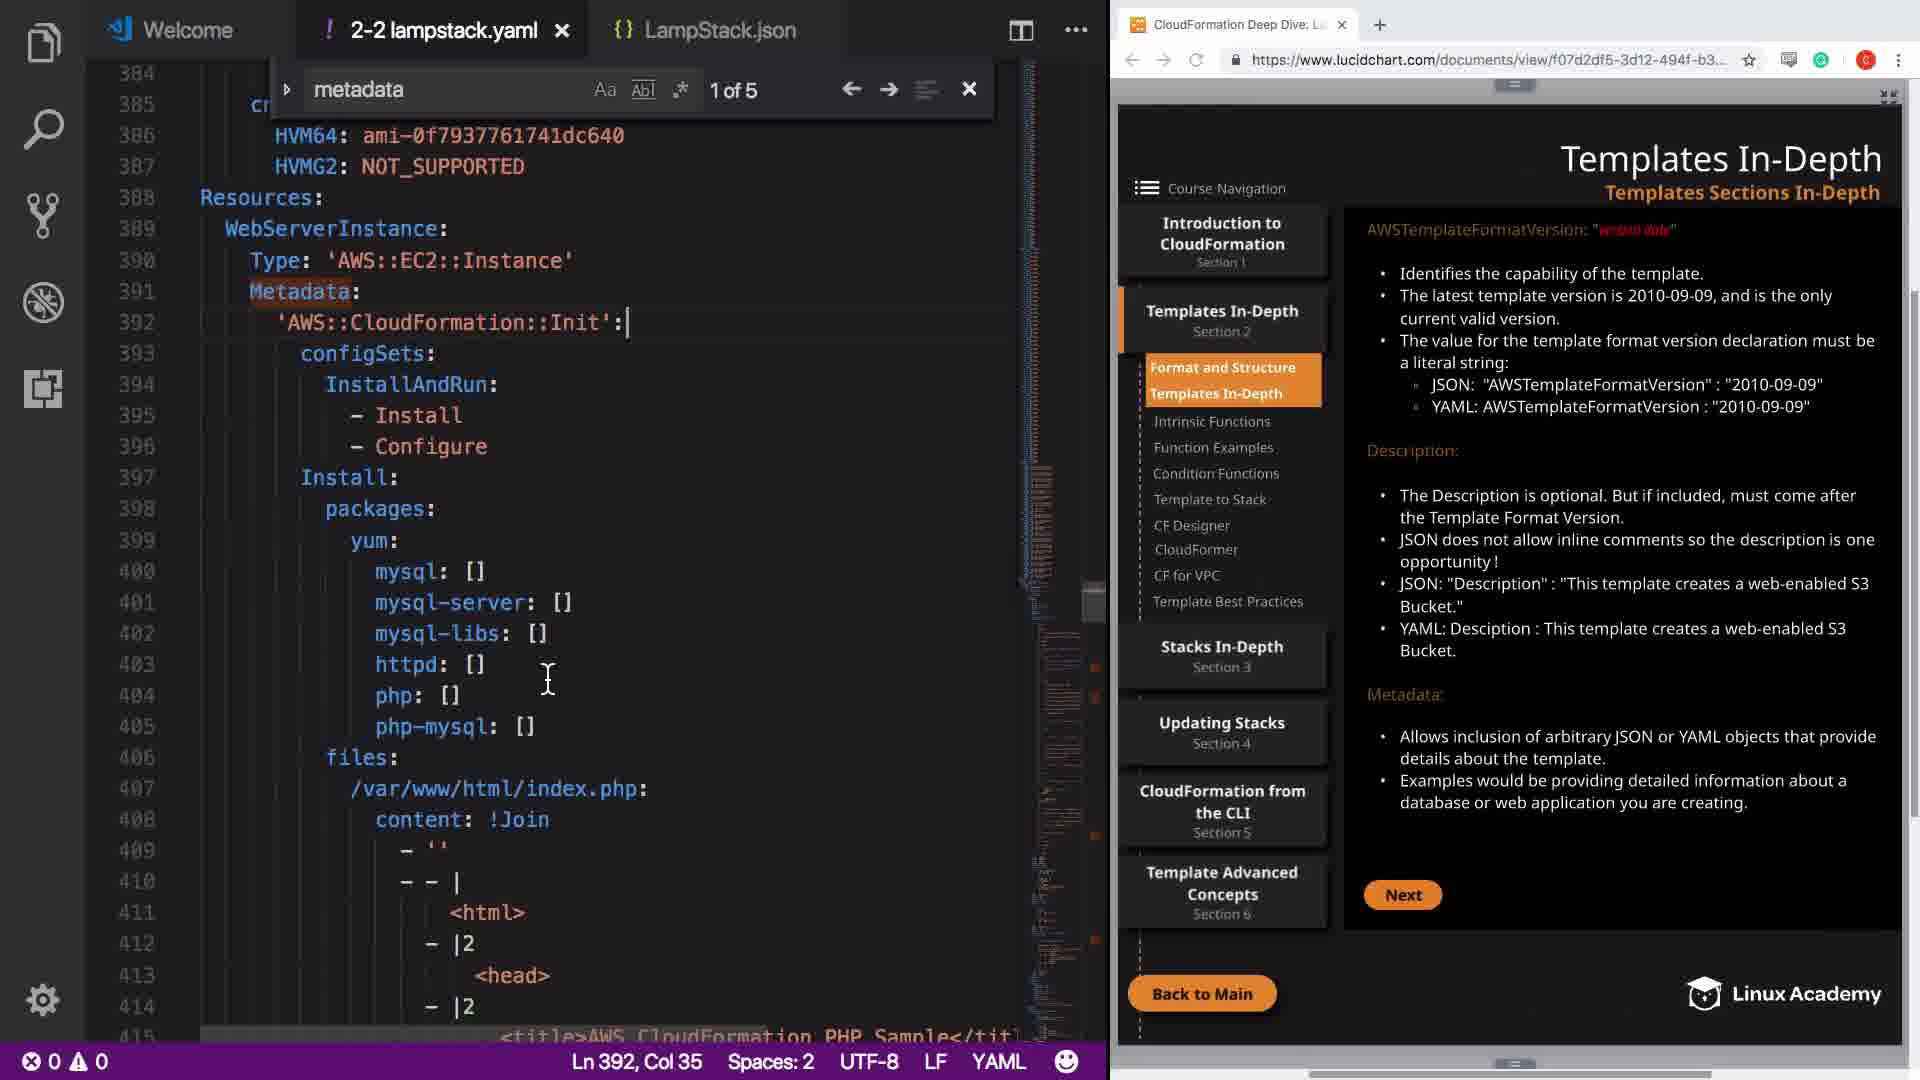 Welcome
! 2-2 lampstack.yaml
{} LampStack.json
metadata
Aa Abl .* 1 of 5
384
385 cr
386 HVM64: ami-0f7937761741dc640
387 HVMG2: NOT_SUPPORTED
388 Resources:
389 WebServerInstance:
390 Type: 'AWS::EC2::Instance'
391 Metadata:
392 'AWS::CloudFormation::Init':
393 configSets:
394 InstallAndRun:
395 - Install
396 - Configure
397 Install:
398 packages:
399 yum:
400 mysql: []
401 mysql-server: []
402 mysql-libs: []
403 httpd: []
404 php: []
405 php-mysql: []
406 files:
407 /var/www/html/index.php:
408 content: !Join
409 - ''
410 - - |
411 <html>
412 - |2
413 <head>
414 - |2
415 <title>AWS CloudFormation PHP Sample</titl
0 0
Ln 392, Col 35 Spaces: 2 UTF-8 LF YAML
CloudFormation Deep Dive: L
https://www.lucidchart.com/documents/view/f07d2df5-3d12-494f-b3...
C
Templates In-Depth
Templates Sections In-Depth
Course Navigation
Introduction to
CloudFormation
Section 1
Templates In-Depth
Section 2
Format and Structure
Templates In-Depth
Intrinsic Functions
Function Examples
Condition Functions
Template to Stack
CF Designer
CloudFormer
CF for VPC
Template Best Practices
Stacks In-Depth
Section 3
Updating Stacks
Section 4
CloudFormation from
the CLI
Section 5
Template Advanced
Concepts
Section 6
Back to Main
AWSTemplateFormatVersion: "version date"
• Identifies the capability of the template.
• The latest template version is 2010-09-09, and is the only
current valid version.
• The value for the template format version declaration must be
a literal string:
◦ JSON: "AWSTemplateFormatVersion" : "2010-09-09"
◦ YAML: AWSTemplateFormatVersion : "2010-09-09"
Description:
• The Description is optional. But if included, must come after
the Template Format Version.
• JSON does not allow inline comments so the description is one
opportunity!
• JSON: "Description" : "This template creates a web-enabled S3
Bucket."
• YAML: Desciption : This template creates a web-enabled S3
Bucket.
Metadata:
• Allows inclusion of arbitrary JSON or YAML objects that provide
details about the template.
• Examples would be providing detailed information about a
database or web application you are creating.
Next
Linux Academy